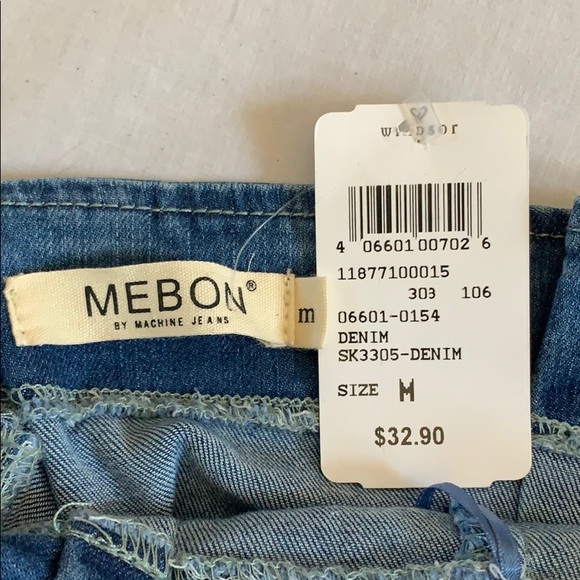 MEBON®
BY MACHINE JEANS
m
windsor
4 06601 00702 6
11877100015
303 106
06601-0154
DENIM
SK3305-DENIM
SIZE M
$32.90